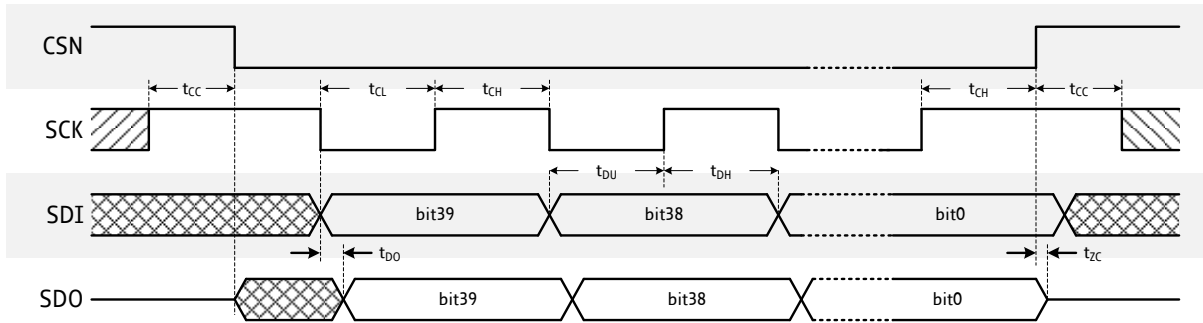 CSN
tCC tCL tCH tCH tCC
SCK
tDU tDH
SDI bit39 bit38 bit0
tDO tZC
SDO bit39 bit38 bit0